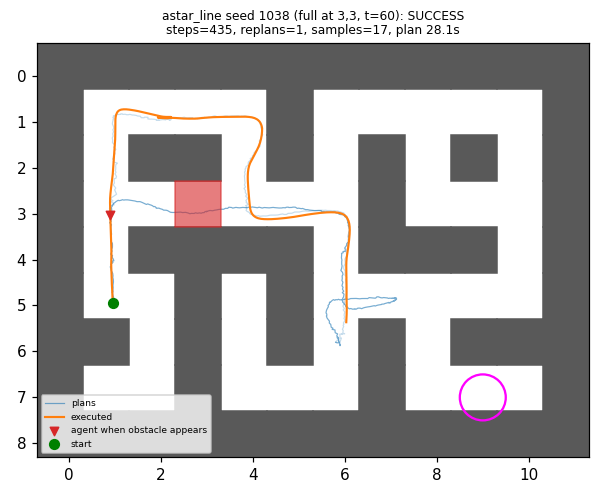 astar_line seed 1038 (full at 3,3, t=60): SUCCESS
steps=435, replans=1, samples=17, plan 28.1s
0
1
2
3
4
5
6
7
8
plans
executed
agent when obstacle appears
start
0 2 4 6 8 10